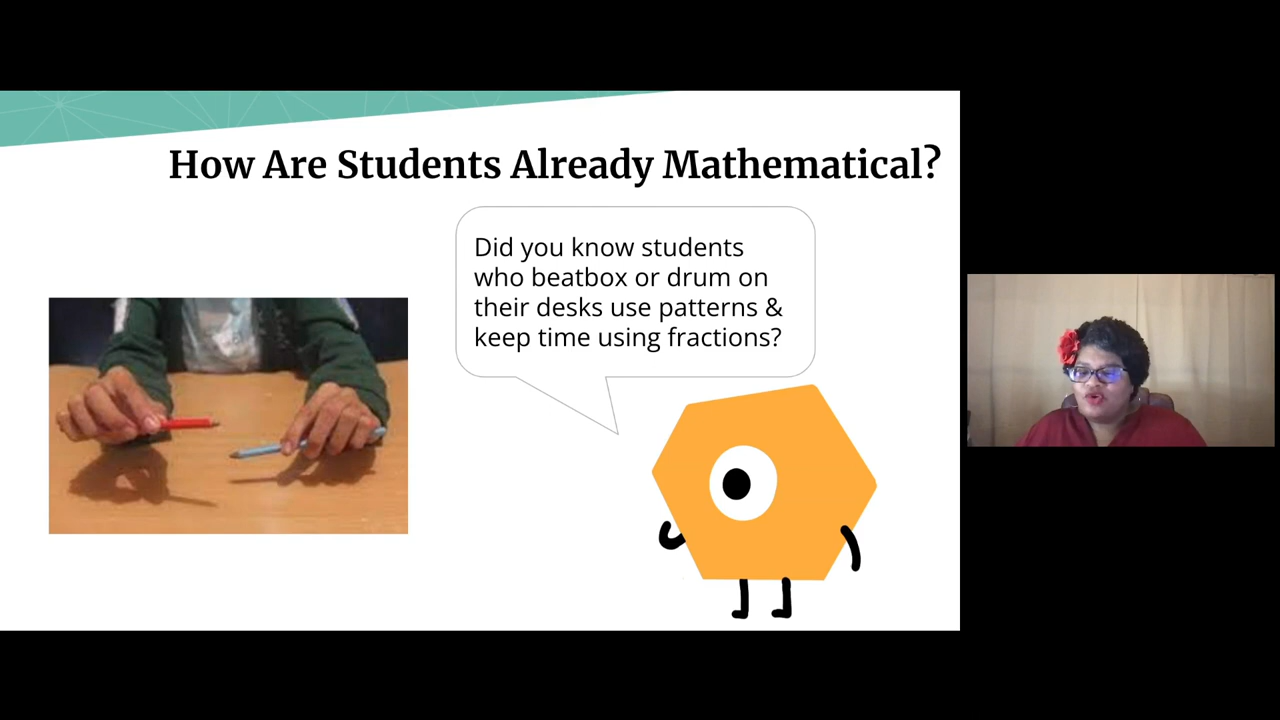 How Are Students Already Mathematical?
Did you know students
who beatbox or drum on
their desks use patterns &
keep time using fractions?